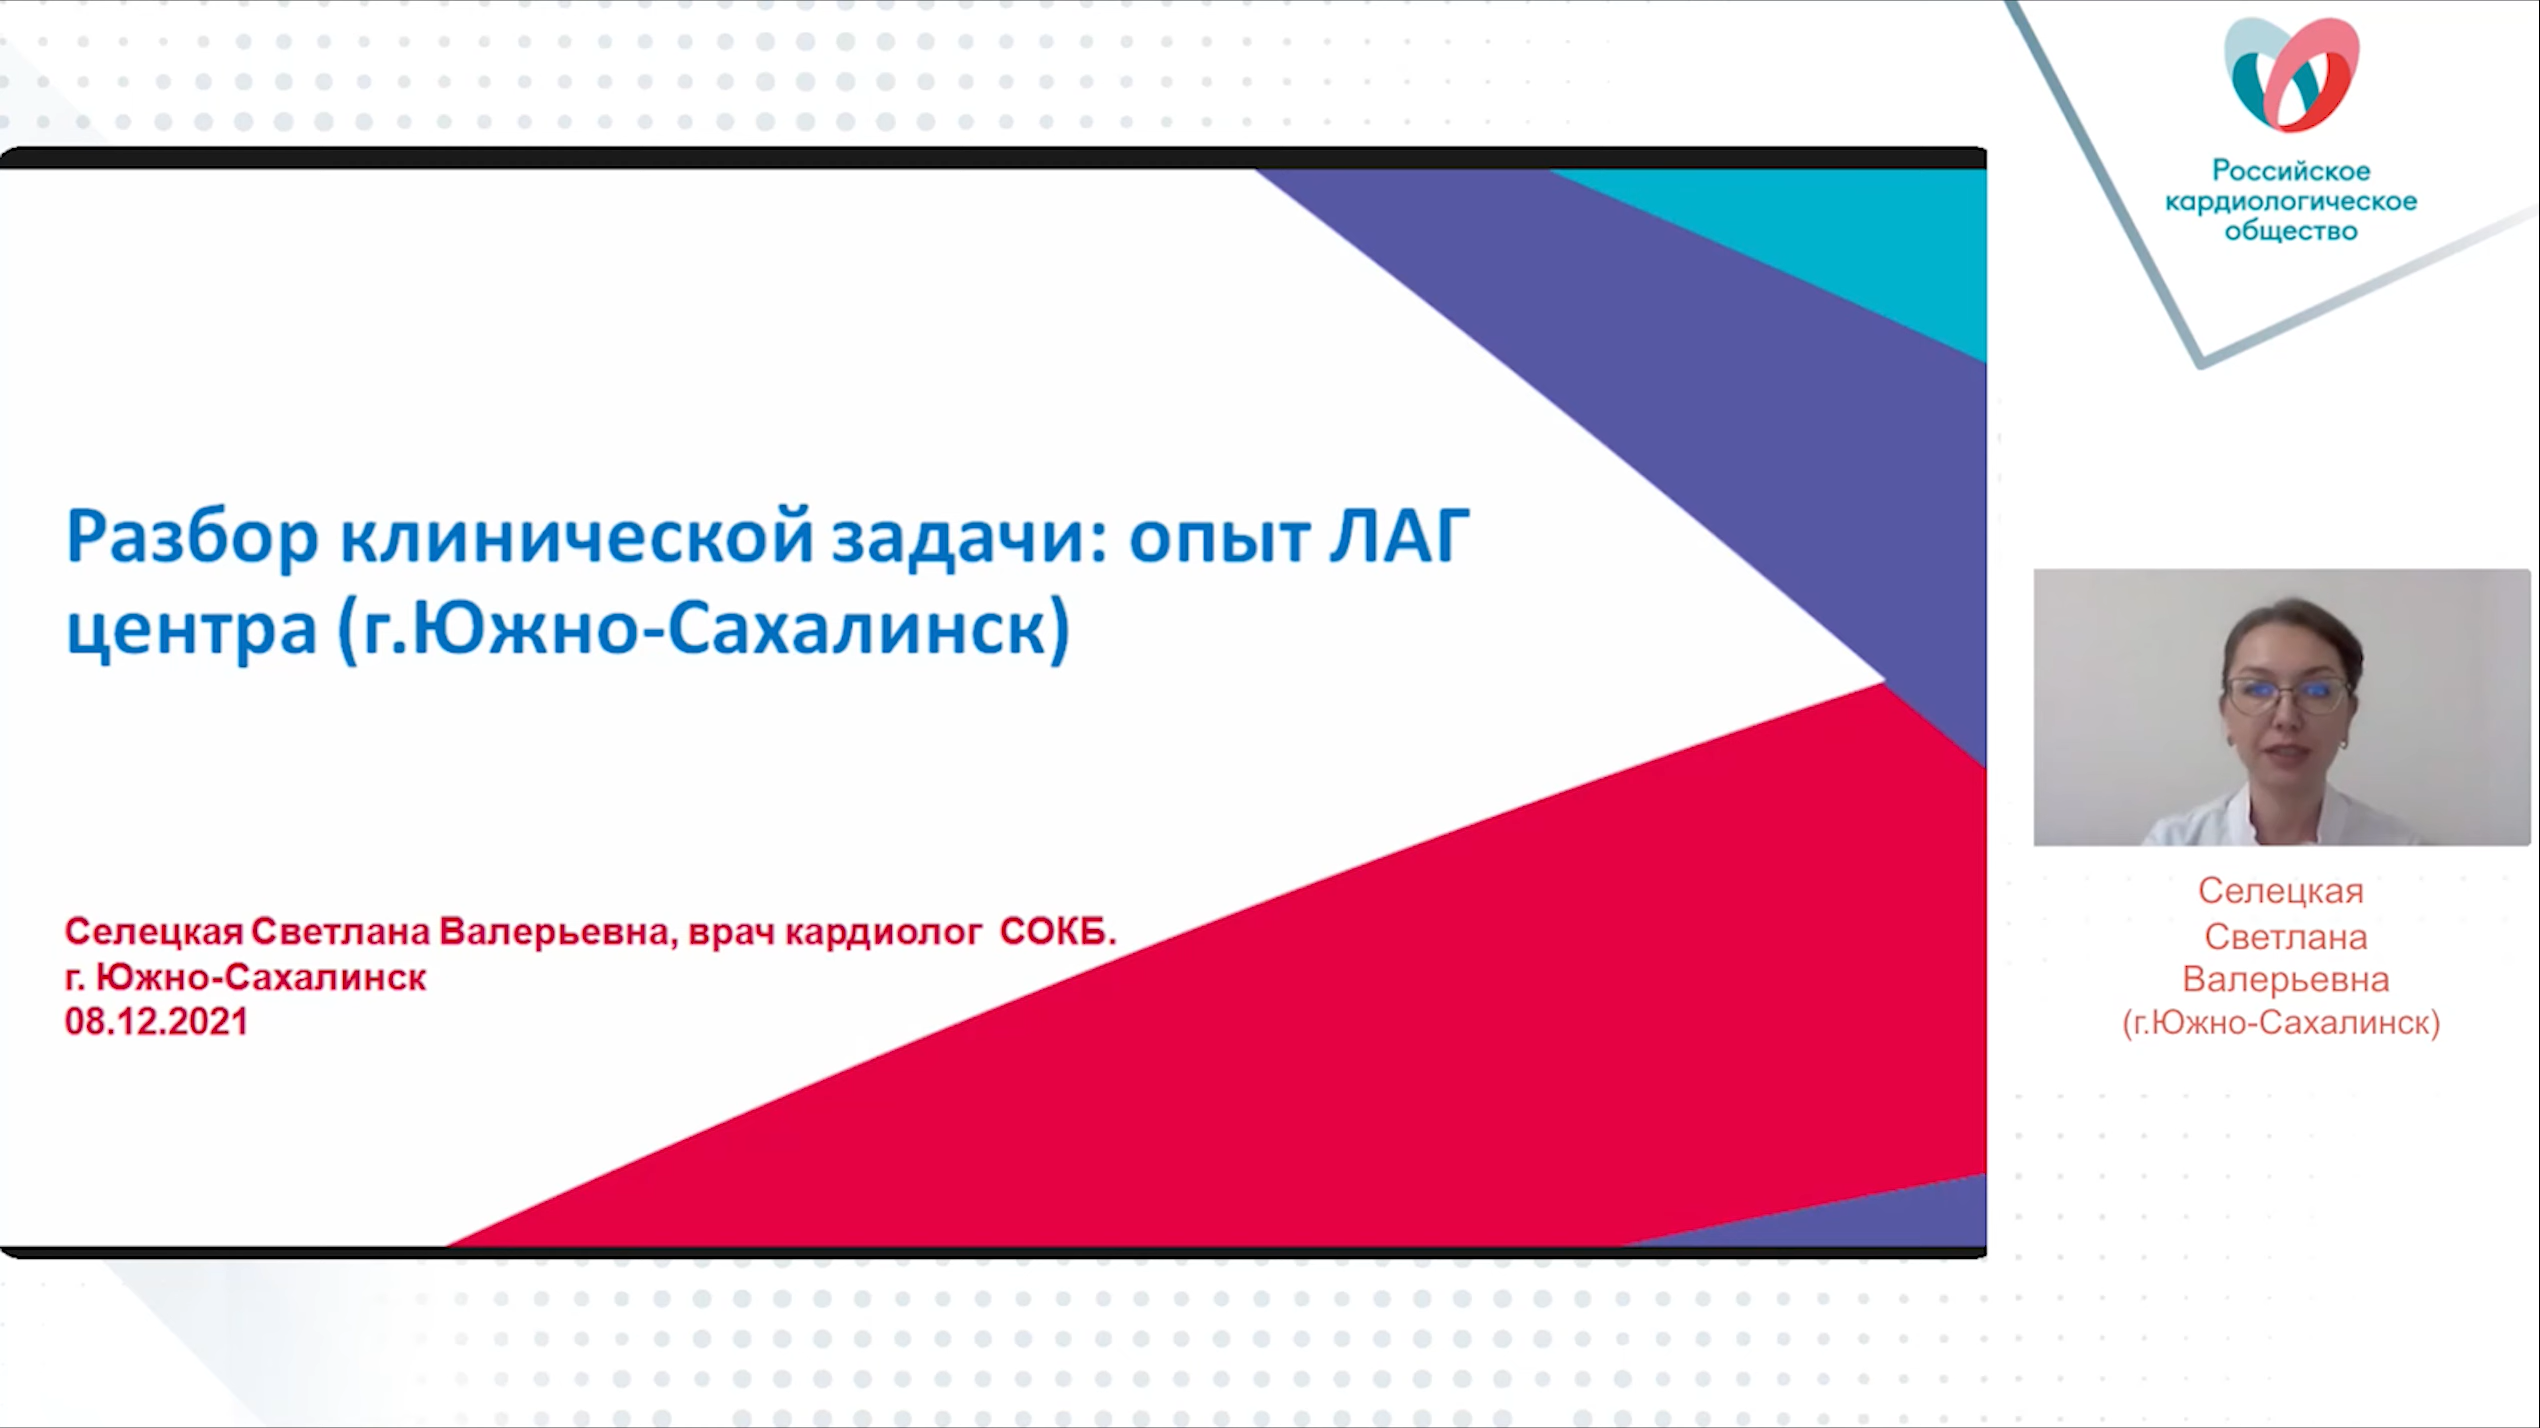 Российское
кардиологическое
общество
Разбор клинической задачи: опыт ЛАГ
центра (г.Южно-Сахалинск)
Селецкая Светлана Валерьевна, врач кардиолог СОКБ.
г. Южно-Сахалинск
08.12.2021
Селецкая
Светлана
Валерьевна
(г.Южно-Сахалинск)